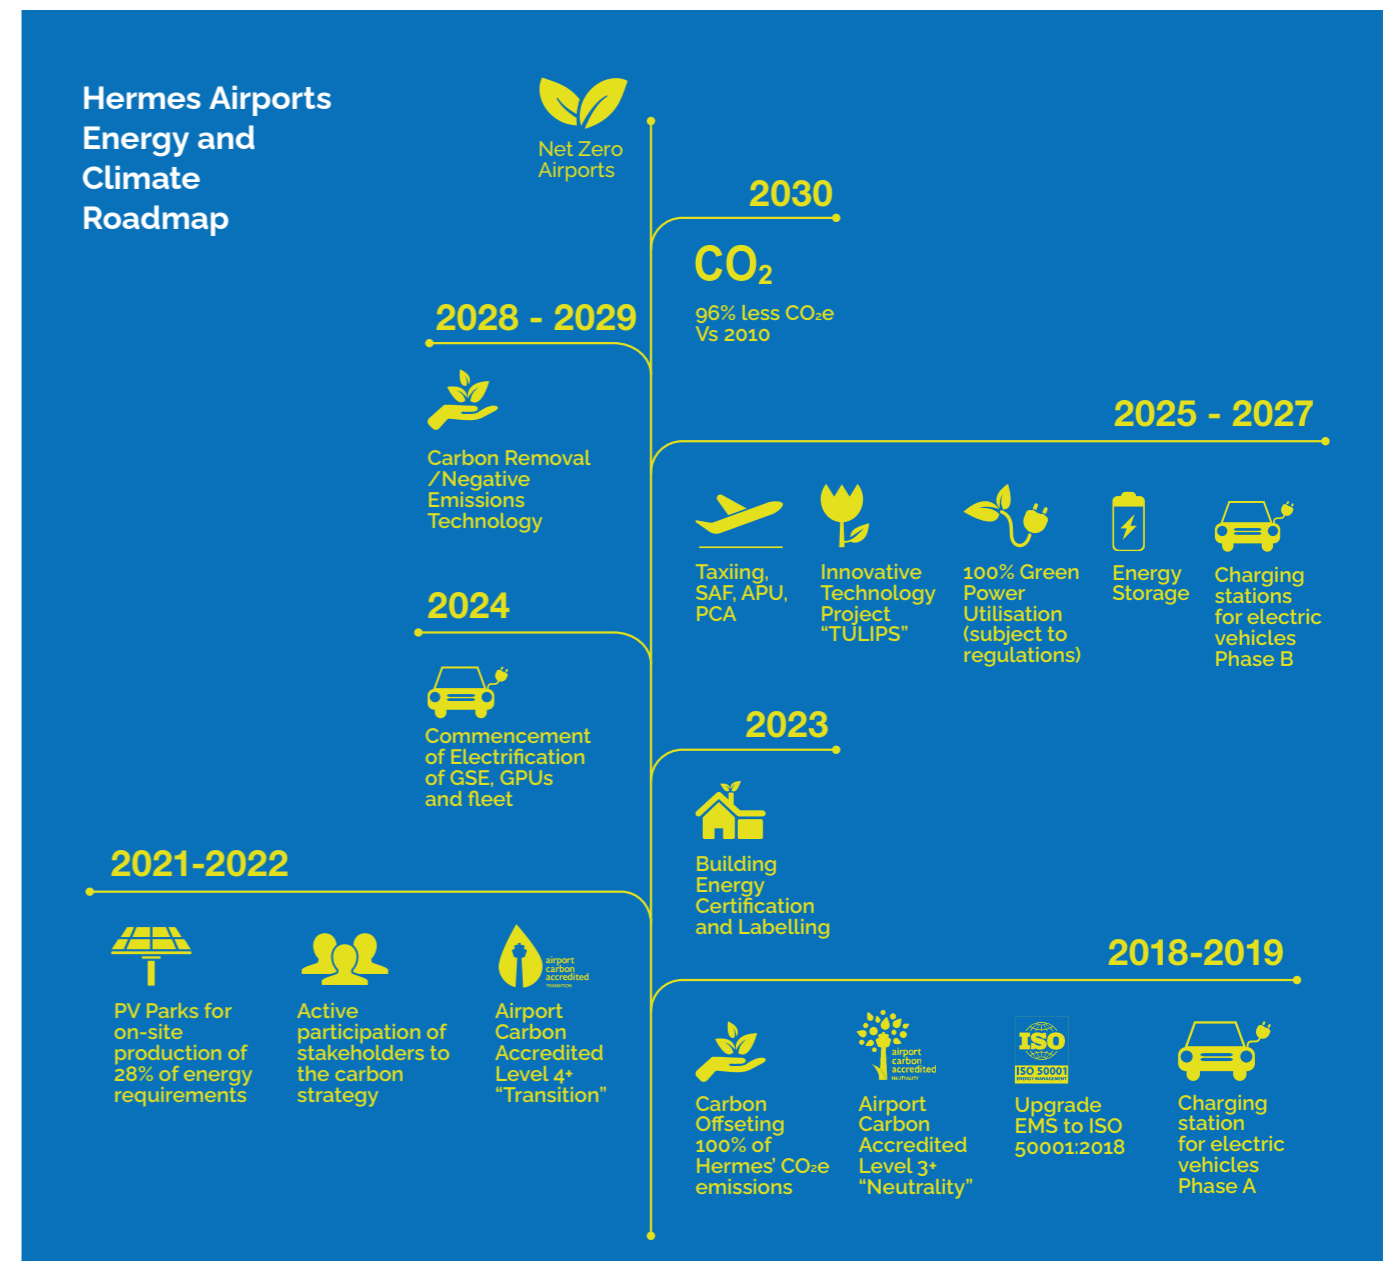 Hermes Airports
Energy and
Climate
Roadmap
Net Zero
Airports
2030
CO₂
96% less CO₂e
Vs 2010
2028 - 2029
Carbon Removal
/Negative
Emissions
Technology
2025 - 2027
Taxiing,
SAF, APU,
PCA
Innovative
Technology
Project
“TULIPS”
100% Green
Power
Utilisation
(subject to
regulations)
Energy
Storage
Charging
stations
for electric
vehicles
Phase B
2024
Commencement
of Electrification
of GSE, GPUs
and fleet
2023
Building
Energy
Certification
and Labelling
2021-2022
PV Parks for
on-site
production of
28% of energy
requirements
Active
participation of
stakeholders to
the carbon
strategy
airport
carbon
accredited
TRANSITION
Airport
Carbon
Accredited
Level 4+
“Transition”
2018-2019
Carbon
Offseting
100% of
Hermes’ CO₂e
emissions
airport
carbon
accredited
NEUTRALITY
Airport
Carbon
Accredited
Level 3+
“Neutrality”
ISO
ISO 50001
ENERGY MANAGEMENT
Upgrade
EMS to ISO
50001:2018
Charging
station
for electric
vehicles
Phase A